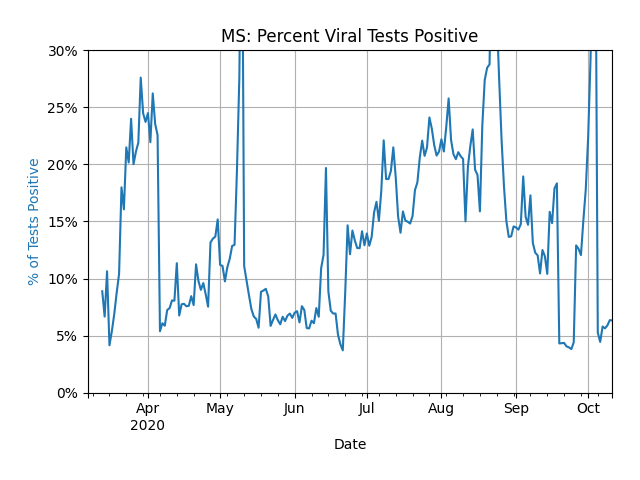 MS: Percent Viral Tests Positive
30%
25%
20%
15%
10%
5%
0%
% of Tests Positive
Apr May Jun Jul Aug Sep Oct
2020
Date